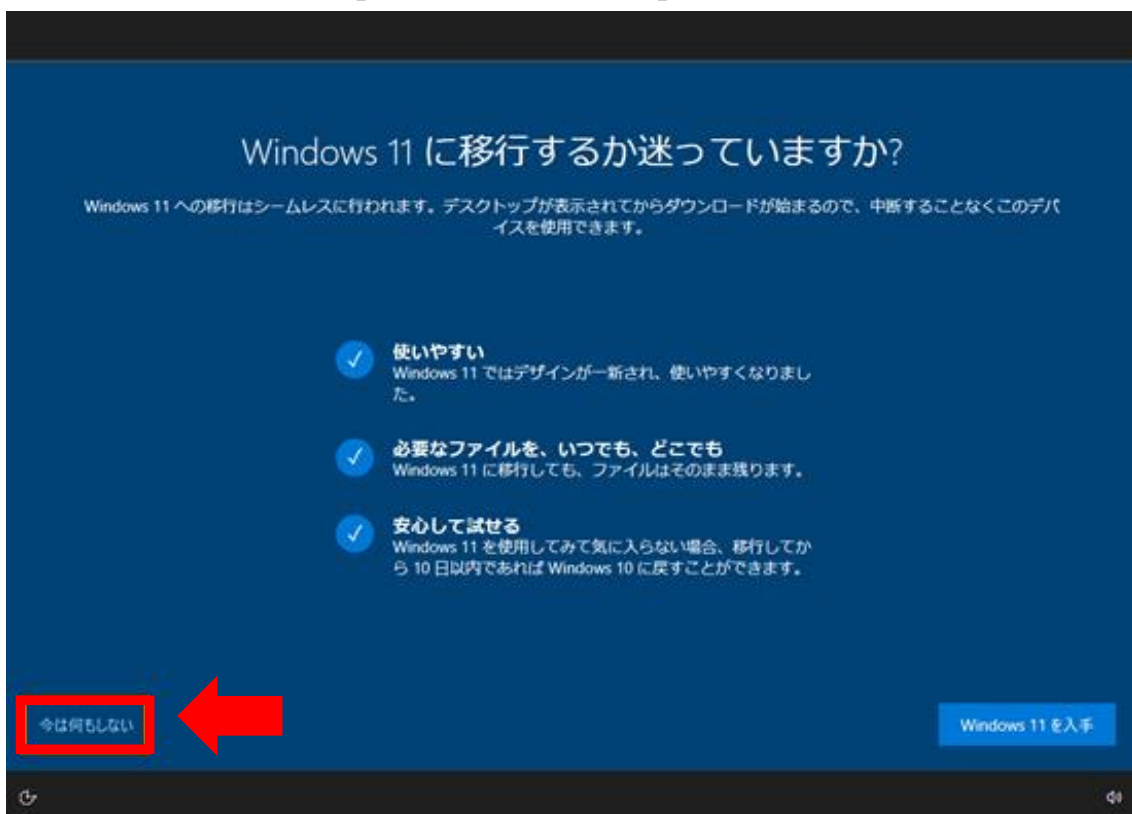 Windows 11 に移行するか迷っていますか?
Windows 11 への移行はシームレスに行われます。デスクトップが表示されてからダウンロードが始まるので、中断することなくこのデバ
イスを使用できます。
使いやすい
Windows 11 ではデザインが一新され、使いやすくなりまし
た。
必要なファイルを、いつでも、どこでも
Windows 11 に移行しても、ファイルはそのまま残ります。
安心して試せる
Windows 11 を使用してみて気に入らない場合、移行してか
ら 10 日以内であれば Windows 10 に戻すことができます。
今は何もしない
Windows 11 を入手